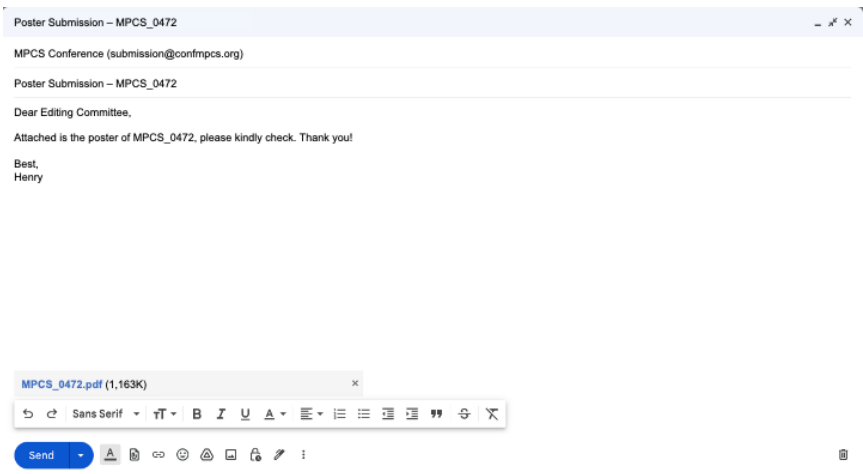 Poster Submission – MPCS_0472
MPCS Conference (submission@confmpcs.org)
Poster Submission – MPCS_0472
Dear Editing Committee,
Attached is the poster of MPCS_0472, please kindly check. Thank you!
Best,
Henry
MPCS_0472.pdf (1,163K)
Sans Serif
Send